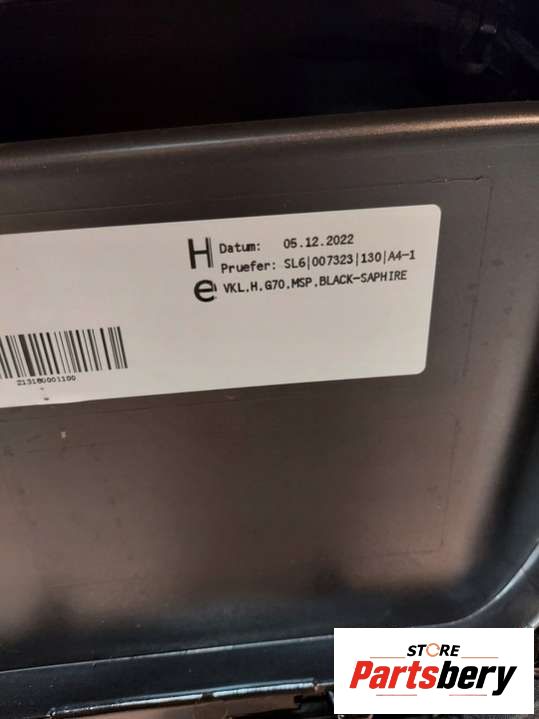 H
e
Datum: 05.12.2022
Pruefer: SL6|007323|130|A4-1
VKL.H.G70.MSP.BLACK-SAPHIRE
213180001100
STORE
Partsbery